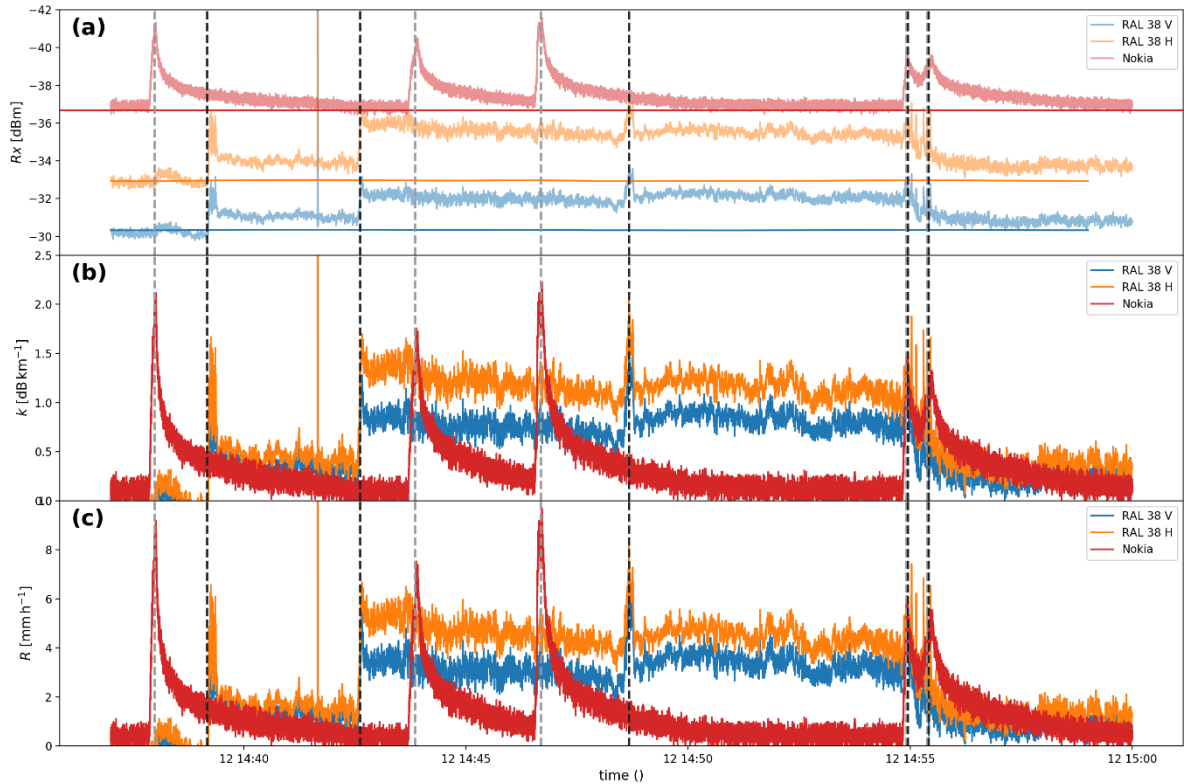 (a)
RAL 38 V
RAL 38 H
Nokia
Rx [dBm]
−42
−40
−38
−36
−34
−32
−30
(b)
RAL 38 V
RAL 38 H
Nokia
k [dB km⁻¹]
2.5
2.0
1.5
1.0
0.5
(c)
RAL 38 V
RAL 38 H
Nokia
R [mm h⁻¹]
8
6
4
2
0
12 14:40
12 14:45
12 14:50
12 14:55
12 15:00
time ()